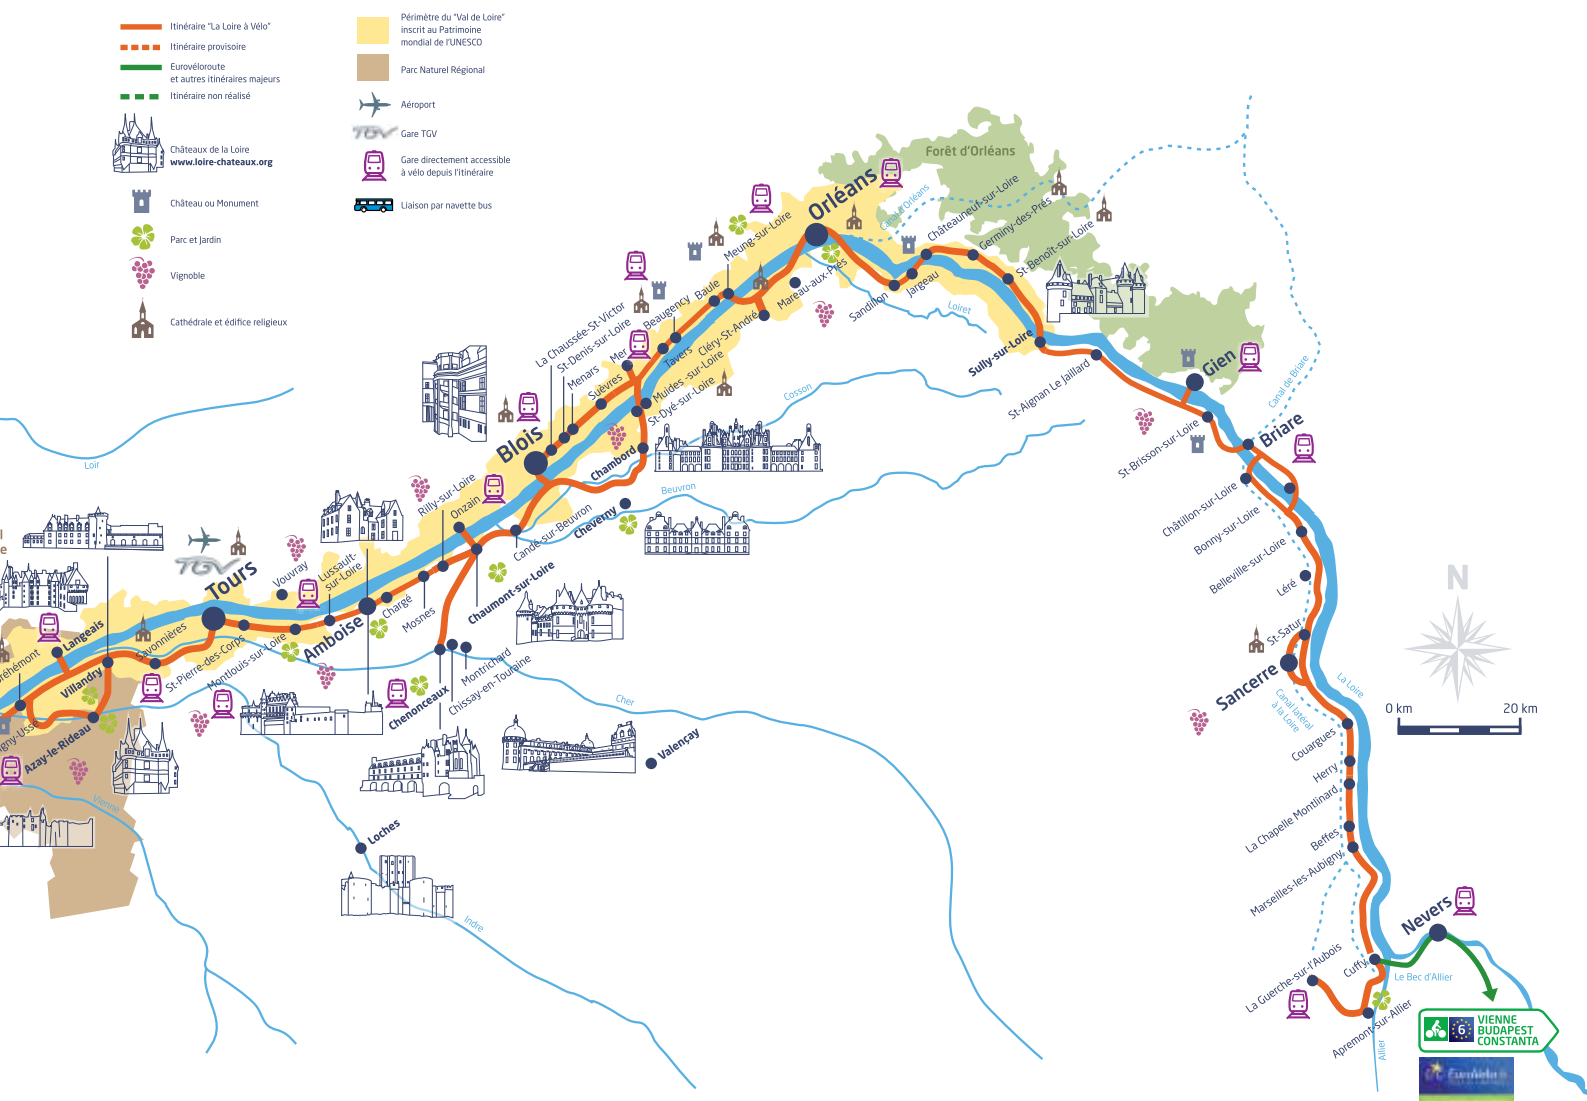 Itinéraire "La Loire à Vélo"
Itinéraire provisoire
Eurovéloroute
et autres itinéraires majeurs
Itinéraire non réalisé
Châteaux de la Loire
www.loire-chateaux.org
Château ou Monument
Parc et Jardin
Vignoble
Cathédrale et édifice religieux
Périmètre du "Val de Loire"
inscrit au Patrimoine
mondial de l'UNESCO
Parc Naturel Régional
Aéroport
TGV
Gare TGV
Gare directement accessible
à vélo depuis l'itinéraire
Liaison par navette bus
Forêt d'Orléans
Orléans
Canal d'Orléans
Châteauneuf-sur-Loire
Germiny-des-Prés
St-Benoît-sur-Loire
Meung-sur-Loire
Mareau-aux-Prés
Sandillon
Jargeau
Loiret
Baule
Beaugency
Cléry-St-André
Tavers
La Chaussée-St-Victor
St-Denis-sur-Loire
Menars
Suèvres
Mer
Muides -sur-Loire
St-Dyé-sur-Loire
Sully-sur-Loire
St-Aignan Le Jaillard
Gien
Canal de Briare
St-Brisson-sur-Loire
Briare
Châtillon-sur-Loire
Bonny-sur-Loire
Belleville-sur-Loire
Léré
St-Satur
Sancerre
Canal latéral
à la Loire
La Loire
N
0 km
20 km
Couargues
Herry
La Chapelle Montlinard
Beffes
Marseilles-les-Aubigny
Nevers
Cuffy
Le Bec d'Allier
La Guerche-sur-l'Aubois
Apremont-sur-Allier
Allier
6
VIENNE
BUDAPEST
CONSTANTA
Cosson
Blois
Chambord
Beuvron
Cheverny
Candé-sur-Beuvron
Rilly-sur-Loire
Onzain
Chaumont-sur-Loire
Loir
TGV
Tours
Vouvray
Lussault-
sur-Loire
Amboise
Chargé
Mosnes
Montlouis-sur-Loire
St-Pierre-des-Corps
Savonnières
Langeais
Villandry
Azay-le-Rideau
Vienne
Chenonceaux
Montrichard
Chissay-en-Touraine
Cher
Valençay
Loches
Indre